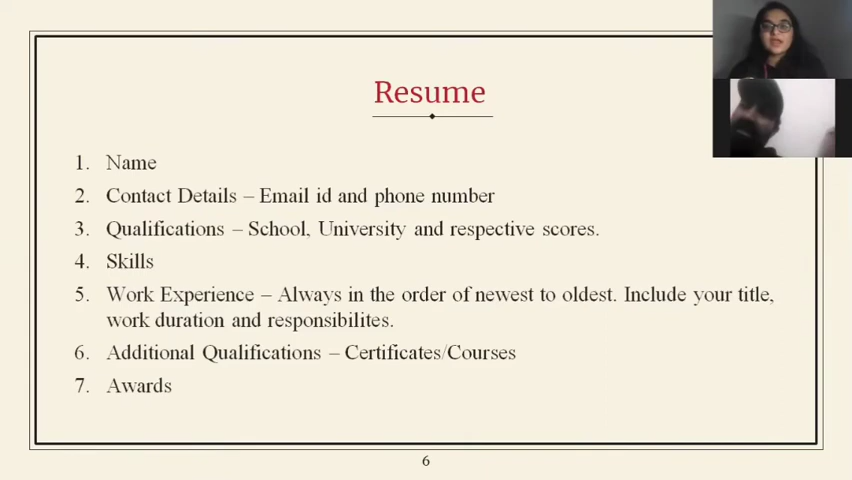 Resume
1. Name
2. Contact Details – Email id and phone number
3. Qualifications – School, University and respective scores.
4. Skills
5. Work Experience – Always in the order of newest to oldest. Include your title,
work duration and responsibilites.
6. Additional Qualifications – Certificates/Courses
7. Awards
6